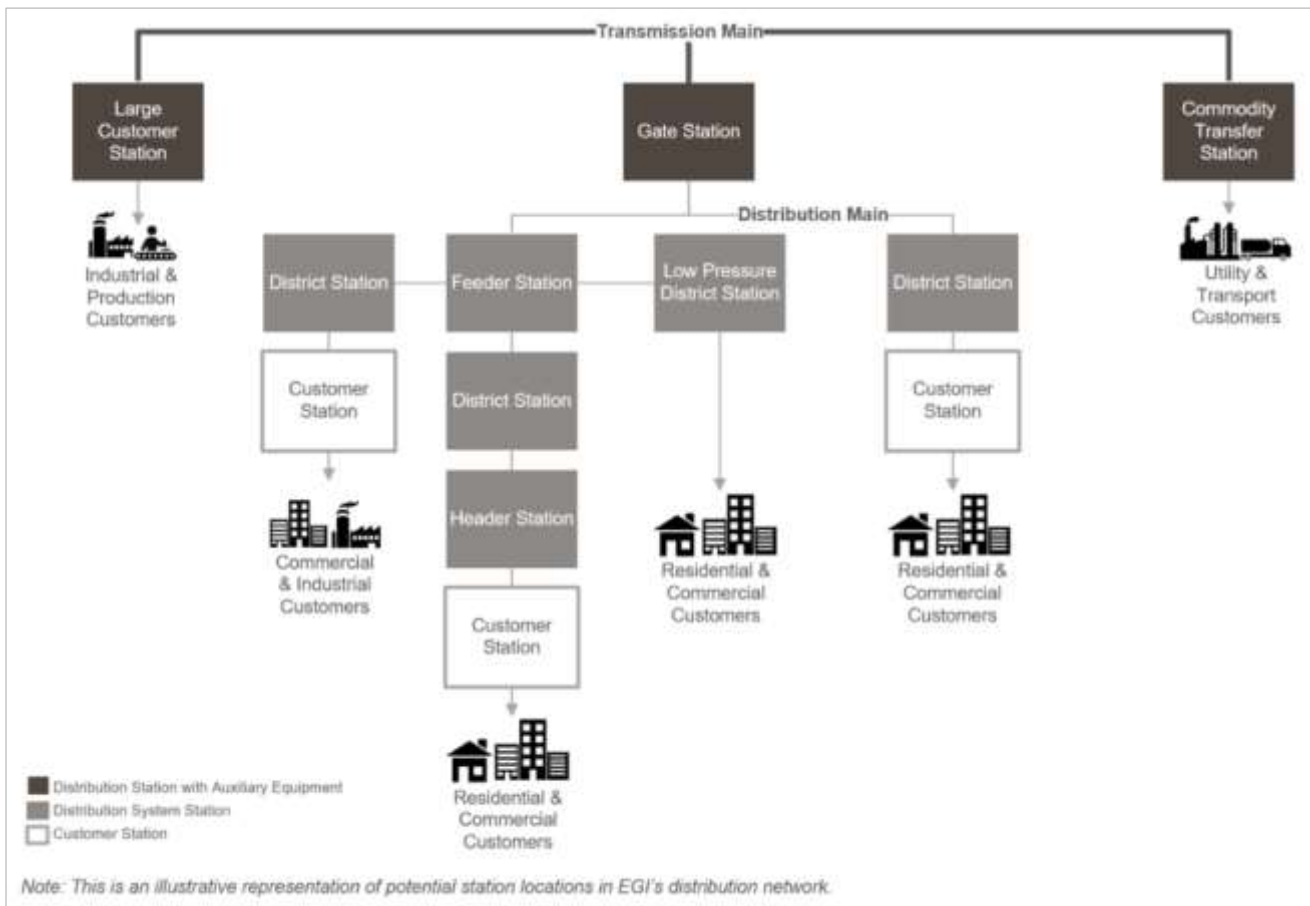 Transmission Main
Large
Customer
Station
Gate Station
Commodity
Transfer
Station
Distribution Main
Industrial &
Production
Customers
District Station
Feeder Station
Low Pressure
District Station
District Station
Utility &
Transport
Customers
Customer
Station
District Station
Customer
Station
Header Station
Commercial
& Industrial
Customers
Residential &
Commercial
Customers
Residential &
Commercial
Customers
Customer
Station
Residential &
Commercial
Customers
Distribution Station with Auxiliary Equipment
Distribution System Station
Customer Station
Note: This is an illustrative representation of potential station locations in EGI's distribution network.